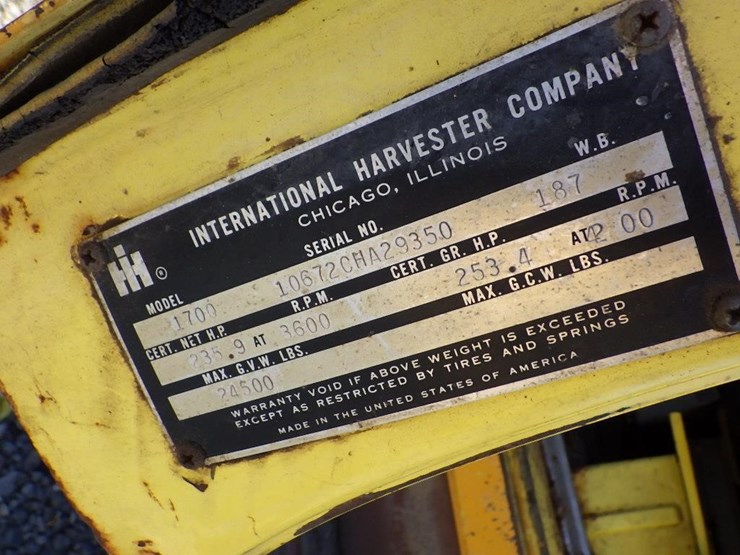 IH ®
INTERNATIONAL HARVESTER COMPANY
CHICAGO, ILLINOIS
MODEL SERIAL NO. W.B.
1700 10672CHA29350 187
CERT. NET H.P. R.P.M. CERT. GR. H.P. R.P.M.
235.9 AT 3600 253.4 AT 4200
MAX. G.V.W. LBS. MAX. G.C.W. LBS.
24500
WARRANTY VOID IF ABOVE WEIGHT IS EXCEEDED
EXCEPT AS RESTRICTED BY TIRES AND SPRINGS
MADE IN THE UNITED STATES OF AMERICA